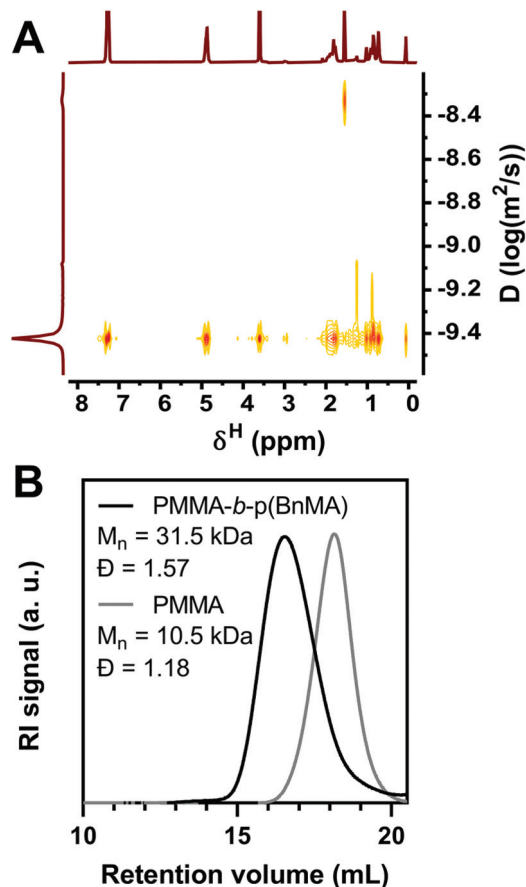 A
-8.4
-8.6
-8.8
-9.0
-9.2
-9.4
D (log(m²/s))
8 7 6 5 4 3 2 1 0
δᴴ (ppm)
B
PMMA-b-p(BnMA)
Mₙ = 31.5 kDa
Đ = 1.57
PMMA
Mₙ = 10.5 kDa
Đ = 1.18
RI signal (a. u.)
10 15 20
Retention volume (mL)